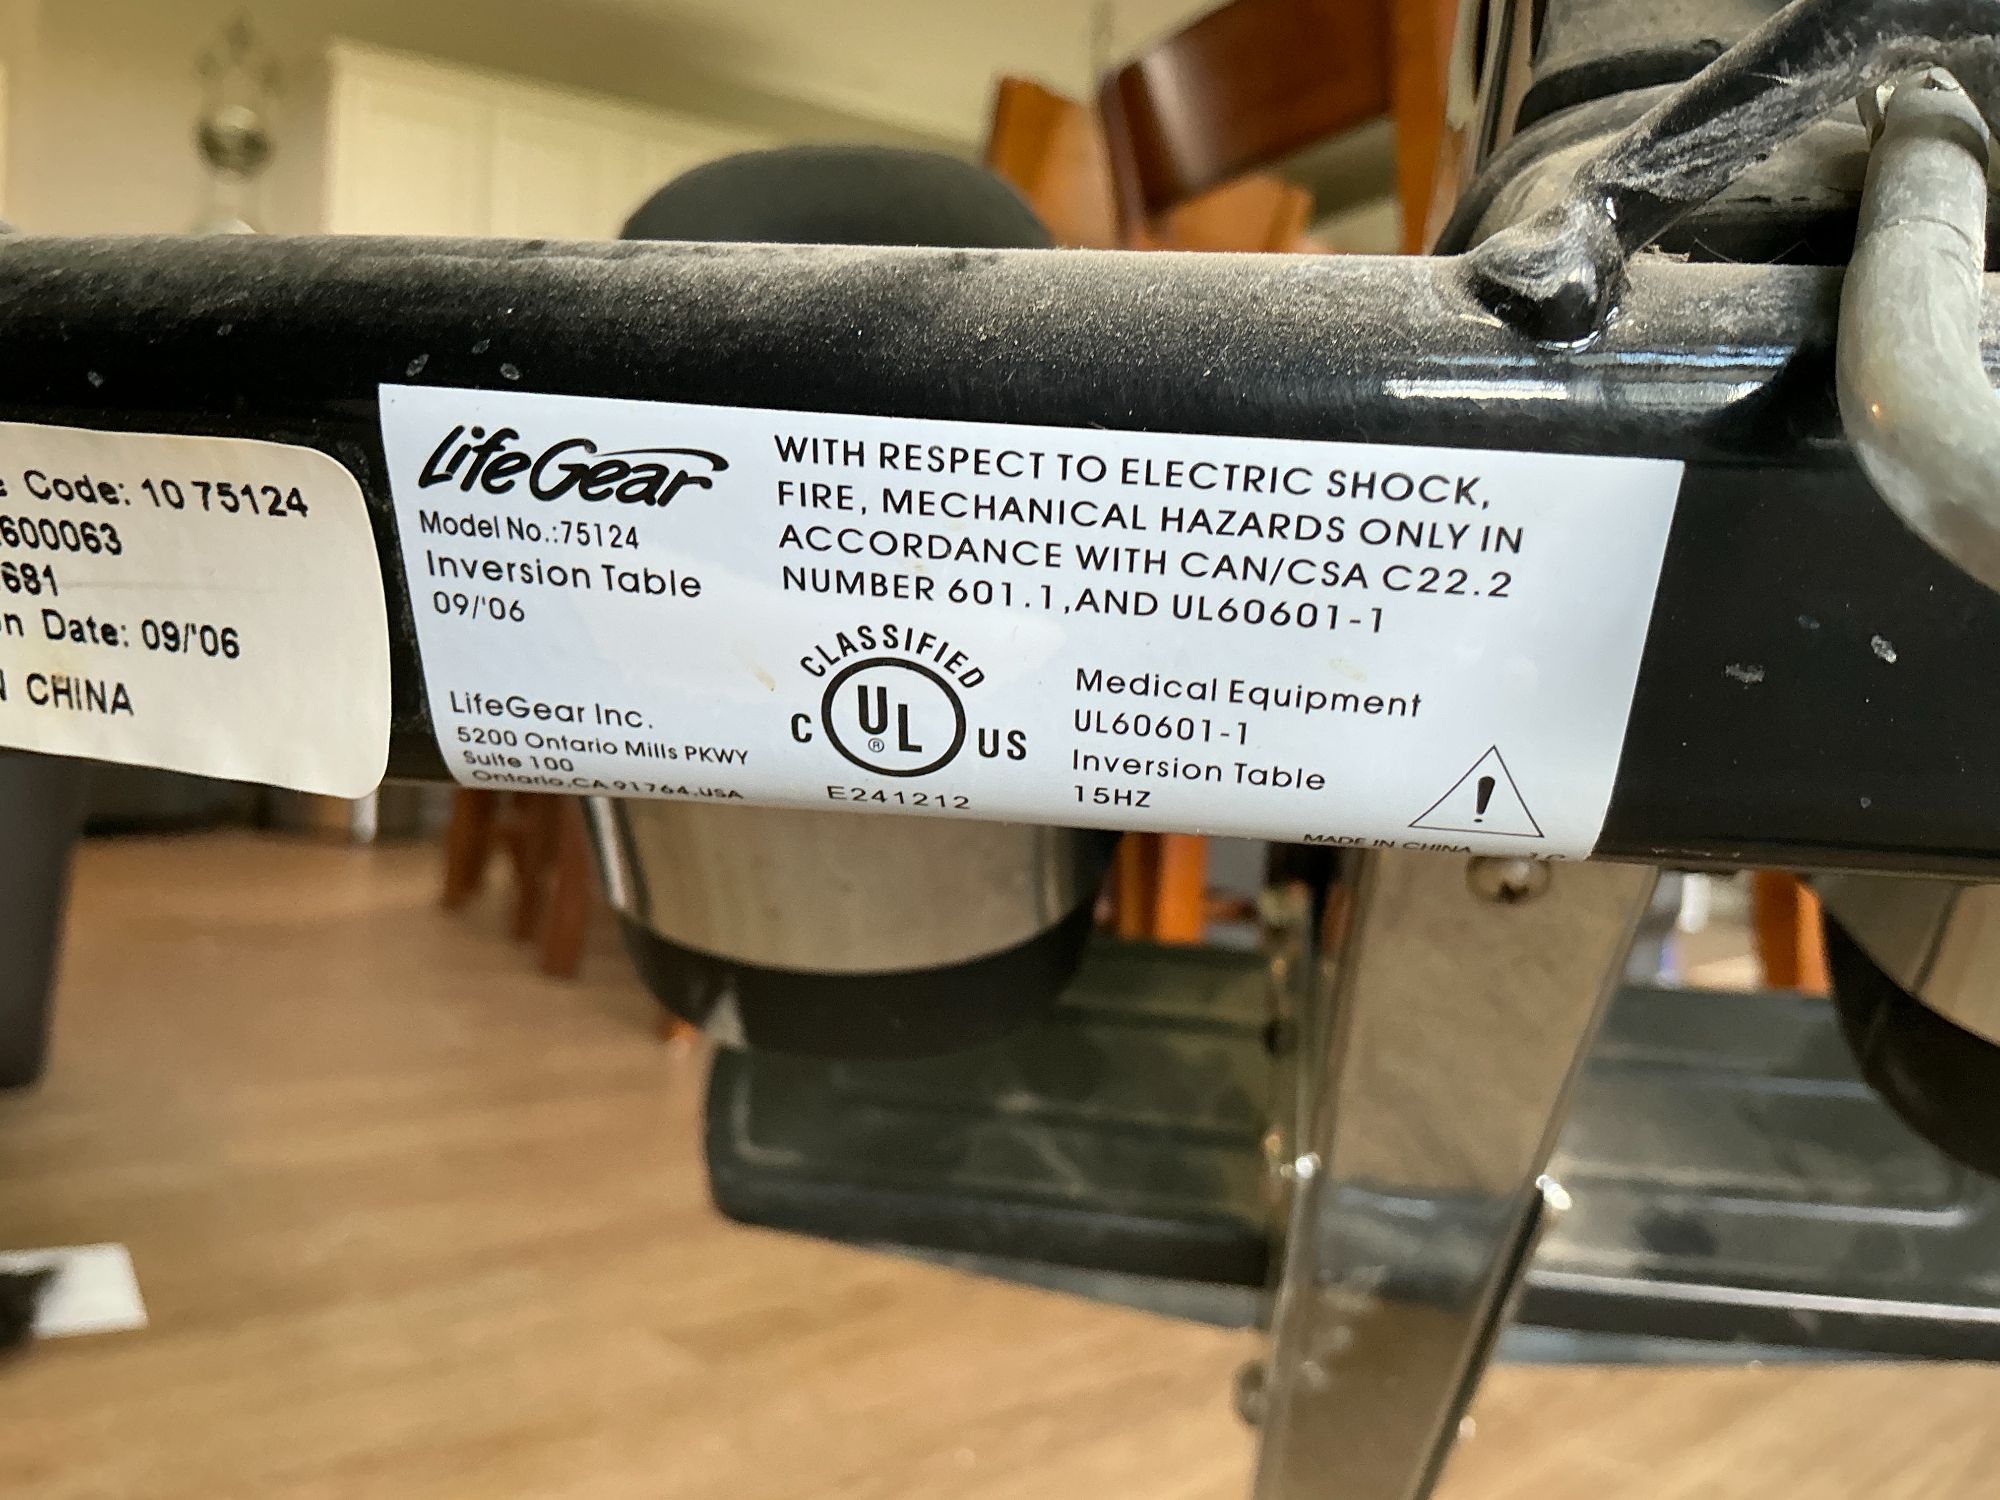 Code: 10 75124
600063
681
n Date: 09/'06
CHINA
LifeGear
Model No.:75124
Inversion Table
09/'06
LifeGear Inc.
5200 Ontario Mills PKWY
Suite 100
Ontario,CA 91764,USA
WITH RESPECT TO ELECTRIC SHOCK,
FIRE, MECHANICAL HAZARDS ONLY IN
ACCORDANCE WITH CAN/CSA C22.2
NUMBER 601.1,AND UL60601-1
CLASSIFIED
C UL® US
E241212
Medical Equipment
UL60601-1
Inversion Table
15HZ
!
MADE IN CHINA